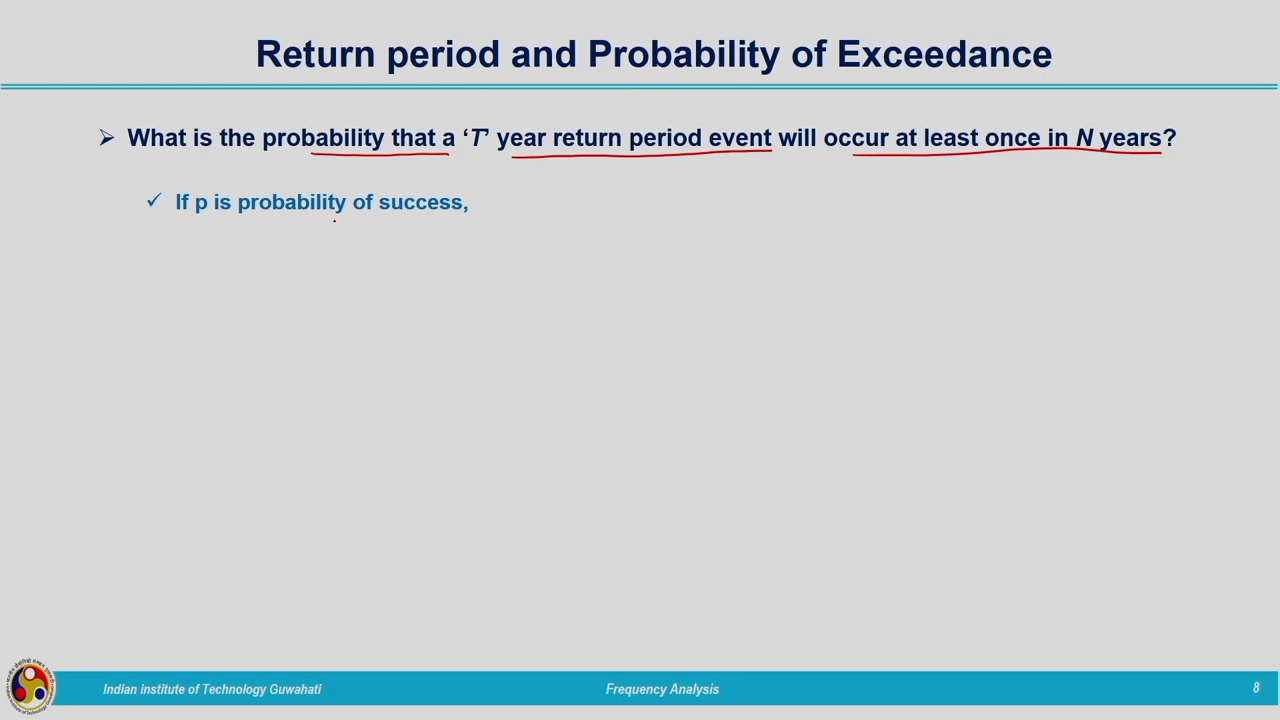 Return period and Probability of Exceedance
➢ What is the probability that a ‘T’ year return period event will occur at least once in N years?
✓ If p is probability of success,
Indian institute of Technology Guwahati
Frequency Analysis
8